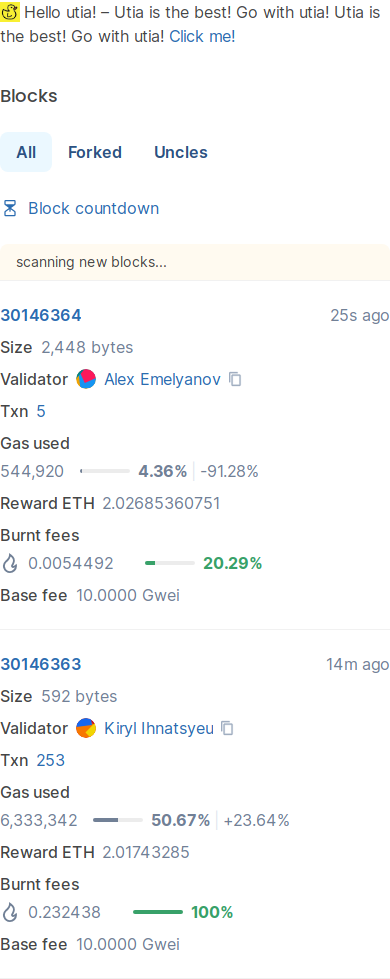 Hello utia! – Utia is the best! Go with utia! Utia is
the best! Go with utia! Click me!
Blocks
All Forked Uncles
Block countdown
scanning new blocks...
30146364 25s ago
Size 2,448 bytes
Validator Alex Emelyanov
Txn 5
Gas used
544,920 4.36% -91.28%
Reward ETH 2.02685360751
Burnt fees
0.0054492 20.29%
Base fee 10.0000 Gwei
30146363 14m ago
Size 592 bytes
Validator Kiryl Ihnatsyeu
Txn 253
Gas used
6,333,342 50.67% +23.64%
Reward ETH 2.01743285
Burnt fees
0.232438 100%
Base fee 10.0000 Gwei